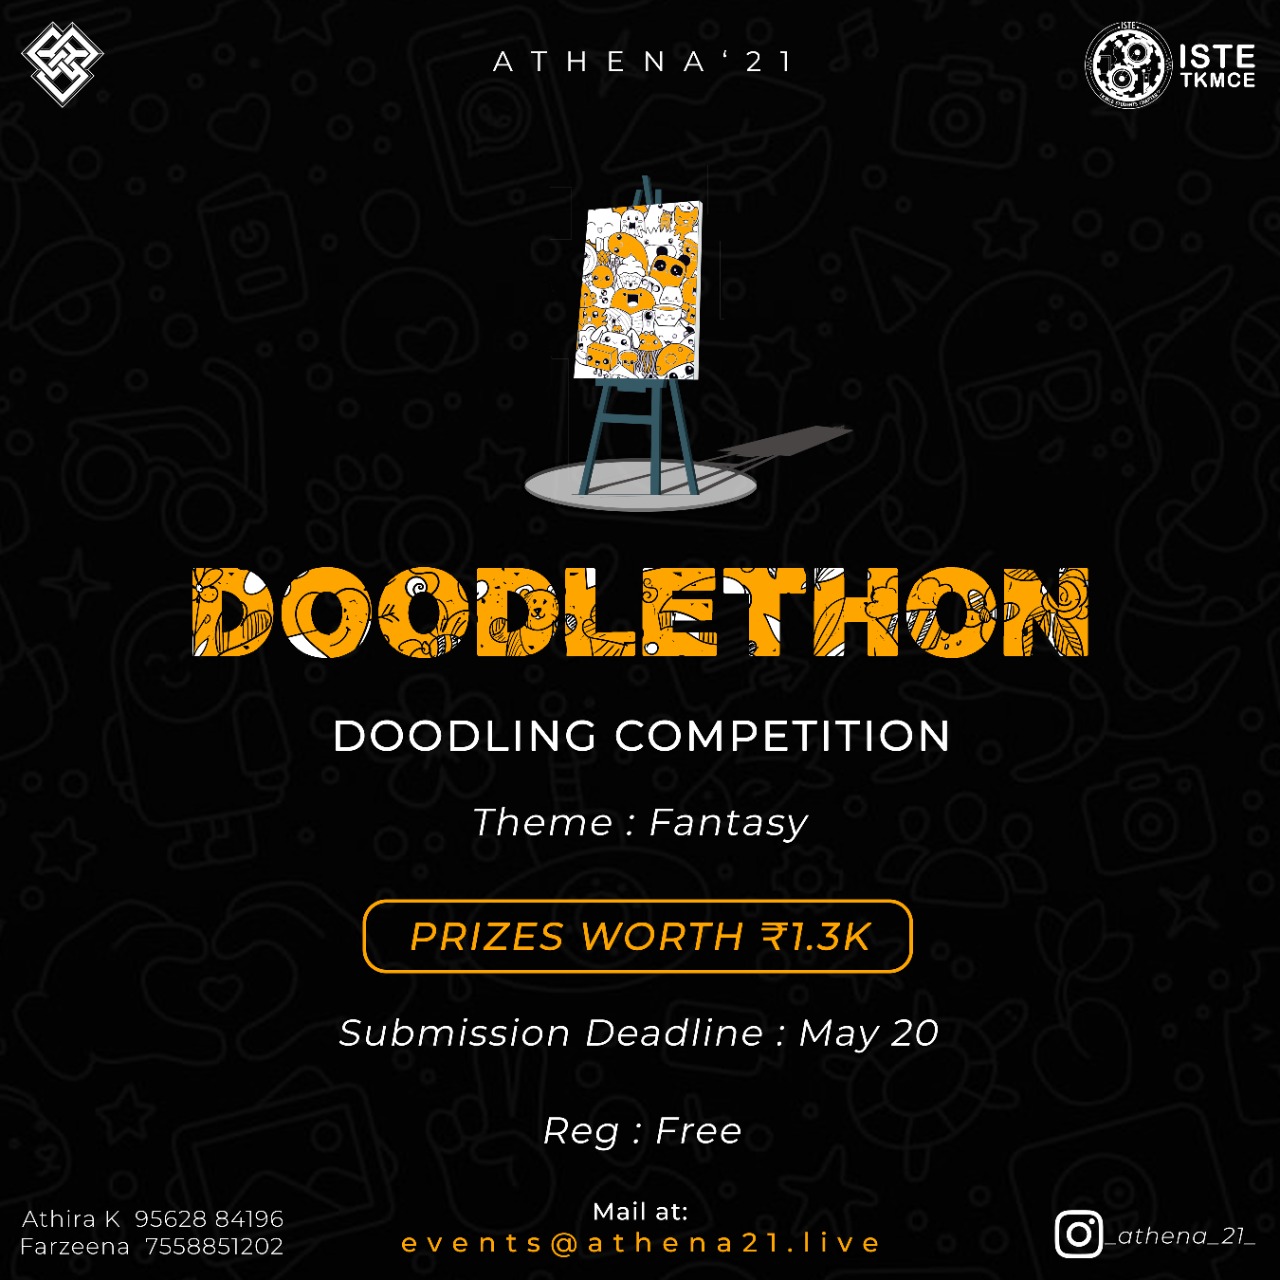 ATHENA‘21
ISTE
ISTE
TKMCE
DOODLETHON
DOODLING COMPETITION
Theme : Fantasy
PRIZES WORTH ₹1.3K
Submission Deadline : May 20
Reg : Free
Athira K 95628 84196
Farzeena 7558851202
Mail at:
events@athena21.live
_athena_21_